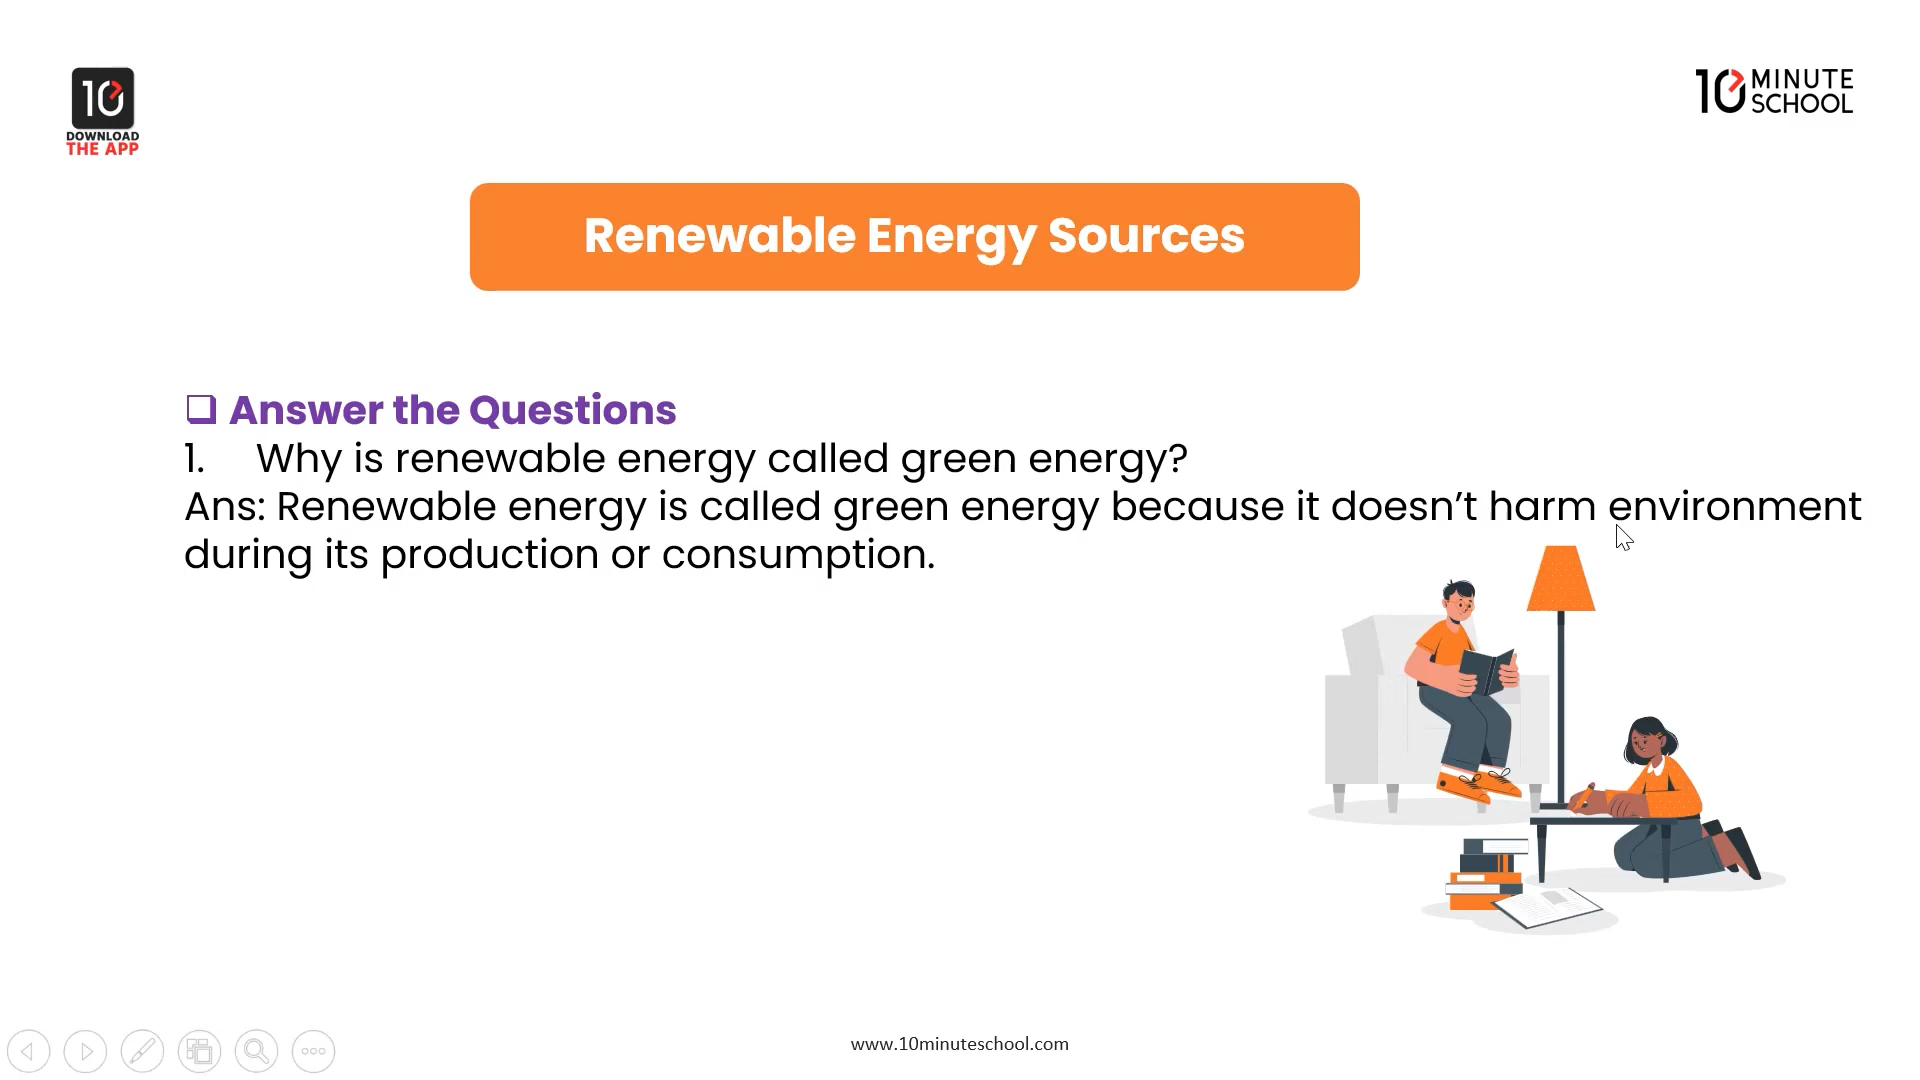 10
DOWNLOAD
THE APP
10 MINUTE
SCHOOL
Renewable Energy Sources
❑ Answer the Questions
1. Why is renewable energy called green energy?
Ans: Renewable energy is called green energy because it doesn’t harm environment
during its production or consumption.
www.10minuteschool.com